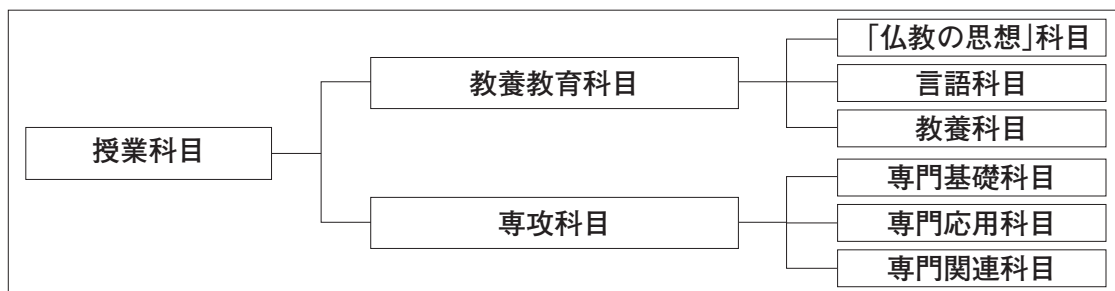 授業科目
教養教育科目
「仏教の思想」科目
言語科目
教養科目
専攻科目
専門基礎科目
専門応用科目
専門関連科目